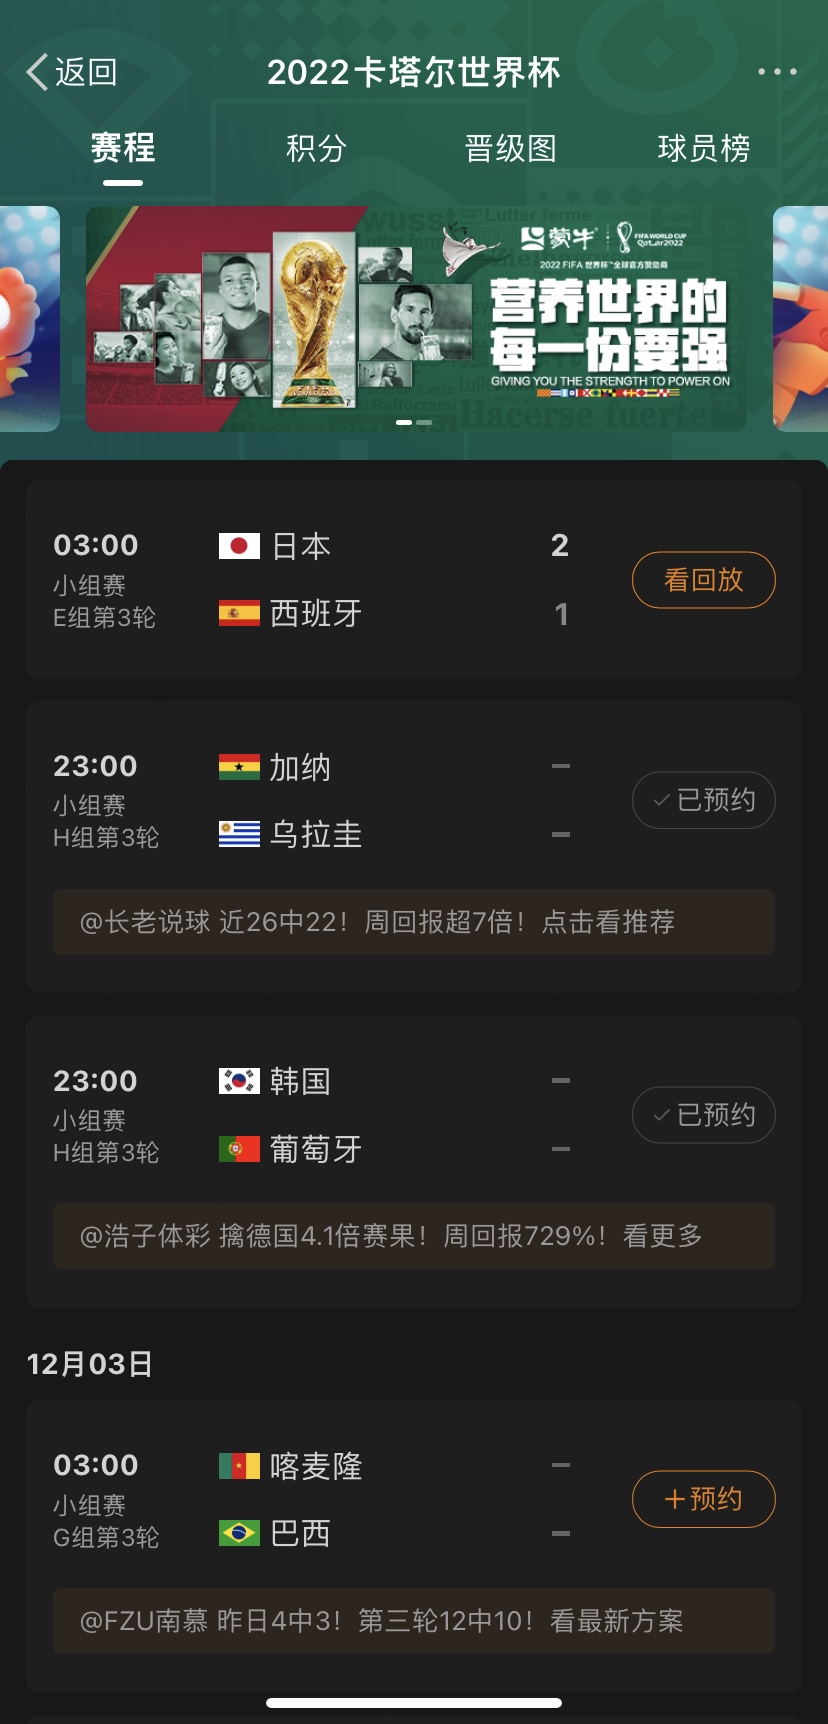 返回
2022卡塔尔世界杯
赛程
积分
晋级图
球员榜
蒙牛
FIFA WORLD CUP
Qatar2022
2022 FIFA 世界杯™全球官方赞助商
营养世界的
每一份要强
GIVING YOU THE STRENGTH TO POWER ON
wusst
Lutter ferme
Rafforzarsi
Hacerse fuerte
03:00
小组赛
E组第3轮
日本
2
西班牙
1
看回放
23:00
小组赛
H组第3轮
加纳
–
乌拉圭
–
已预约
@长老说球 近26中22！周回报超7倍！点击看推荐
23:00
小组赛
H组第3轮
韩国
–
葡萄牙
–
已预约
@浩子体彩 擒德国4.1倍赛果！周回报729%！看更多
12月03日
03:00
小组赛
G组第3轮
喀麦隆
–
巴西
–
+预约
@FZU南慕 昨日4中3！第三轮12中10！看最新方案